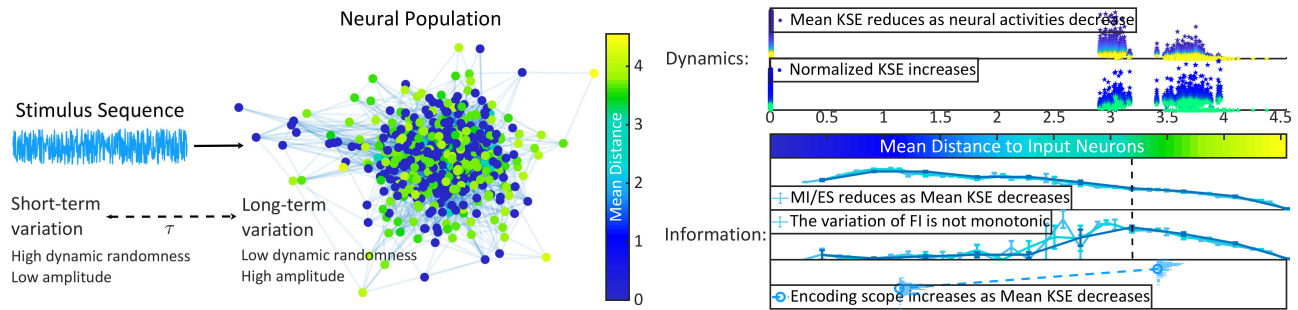 Neural Population
Stimulus Sequence
Short-term
variation
τ
Long-term
variation
High dynamic randomness
Low amplitude
Low dynamic randomness
High amplitude
4
3
2
1
0
Mean Distance
Dynamics:
Mean KSE reduces as neural activities decrease
Normalized KSE increases
0 0.5 1 1.5 2 2.5 3 3.5 4 4.5
Mean Distance to Input Neurons
Information:
MI/ES reduces as Mean KSE decreases
The variation of FI is not monotonic
Encoding scope increases as Mean KSE decreases